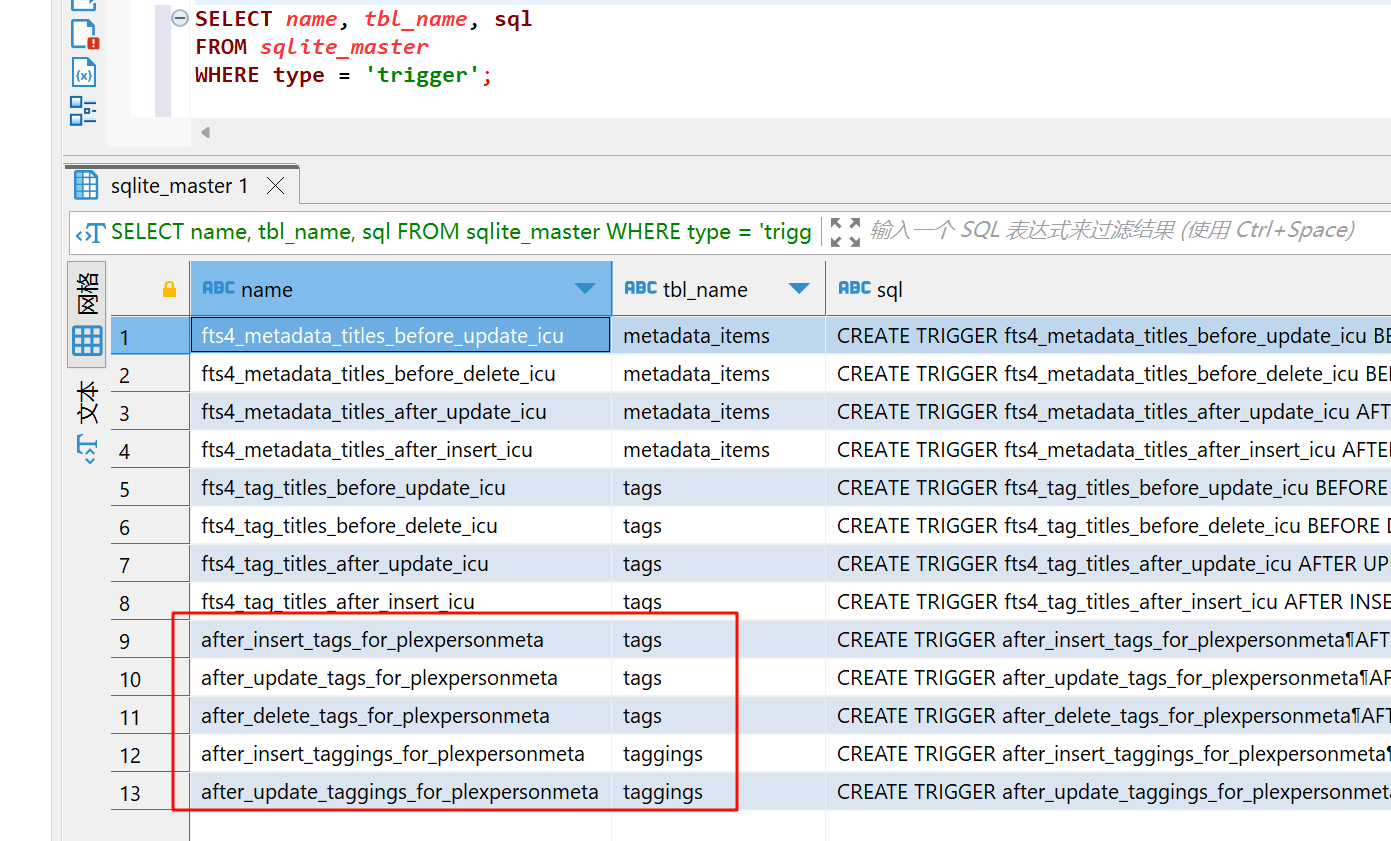 SELECT name, tbl_name, sql
FROM sqlite_master
WHERE type = 'trigger';
sqlite_master 1
SELECT name, tbl_name, sql FROM sqlite_master WHERE type = 'trigg
输入一个 SQL 表达式来过滤结果 (使用 Ctrl+Space)
网格
文本
ABC name ABC tbl_name ABC sql
1 fts4_metadata_titles_before_update_icu metadata_items CREATE TRIGGER fts4_metadata_titles_before_update_icu BE
2 fts4_metadata_titles_before_delete_icu metadata_items CREATE TRIGGER fts4_metadata_titles_before_delete_icu BEI
3 fts4_metadata_titles_after_update_icu metadata_items CREATE TRIGGER fts4_metadata_titles_after_update_icu AFT
4 fts4_metadata_titles_after_insert_icu metadata_items CREATE TRIGGER fts4_metadata_titles_after_insert_icu AFTE
5 fts4_tag_titles_before_update_icu tags CREATE TRIGGER fts4_tag_titles_before_update_icu BEFORE
6 fts4_tag_titles_before_delete_icu tags CREATE TRIGGER fts4_tag_titles_before_delete_icu BEFORE D
7 fts4_tag_titles_after_update_icu tags CREATE TRIGGER fts4_tag_titles_after_update_icu AFTER UP
8 fts4_tag_titles_after_insert_icu tags CREATE TRIGGER fts4_tag_titles_after_insert_icu AFTER INSE
9 after_insert_tags_for_plexpersonmeta tags CREATE TRIGGER after_insert_tags_for_plexpersonmeta¶AFT
10 after_update_tags_for_plexpersonmeta tags CREATE TRIGGER after_update_tags_for_plexpersonmeta¶AF
11 after_delete_tags_for_plexpersonmeta tags CREATE TRIGGER after_delete_tags_for_plexpersonmeta¶AFT
12 after_insert_taggings_for_plexpersonmeta taggings CREATE TRIGGER after_insert_taggings_for_plexpersonmeta¶
13 after_update_taggings_for_plexpersonmeta taggings CREATE TRIGGER after_update_taggings_for_plexpersonmeta